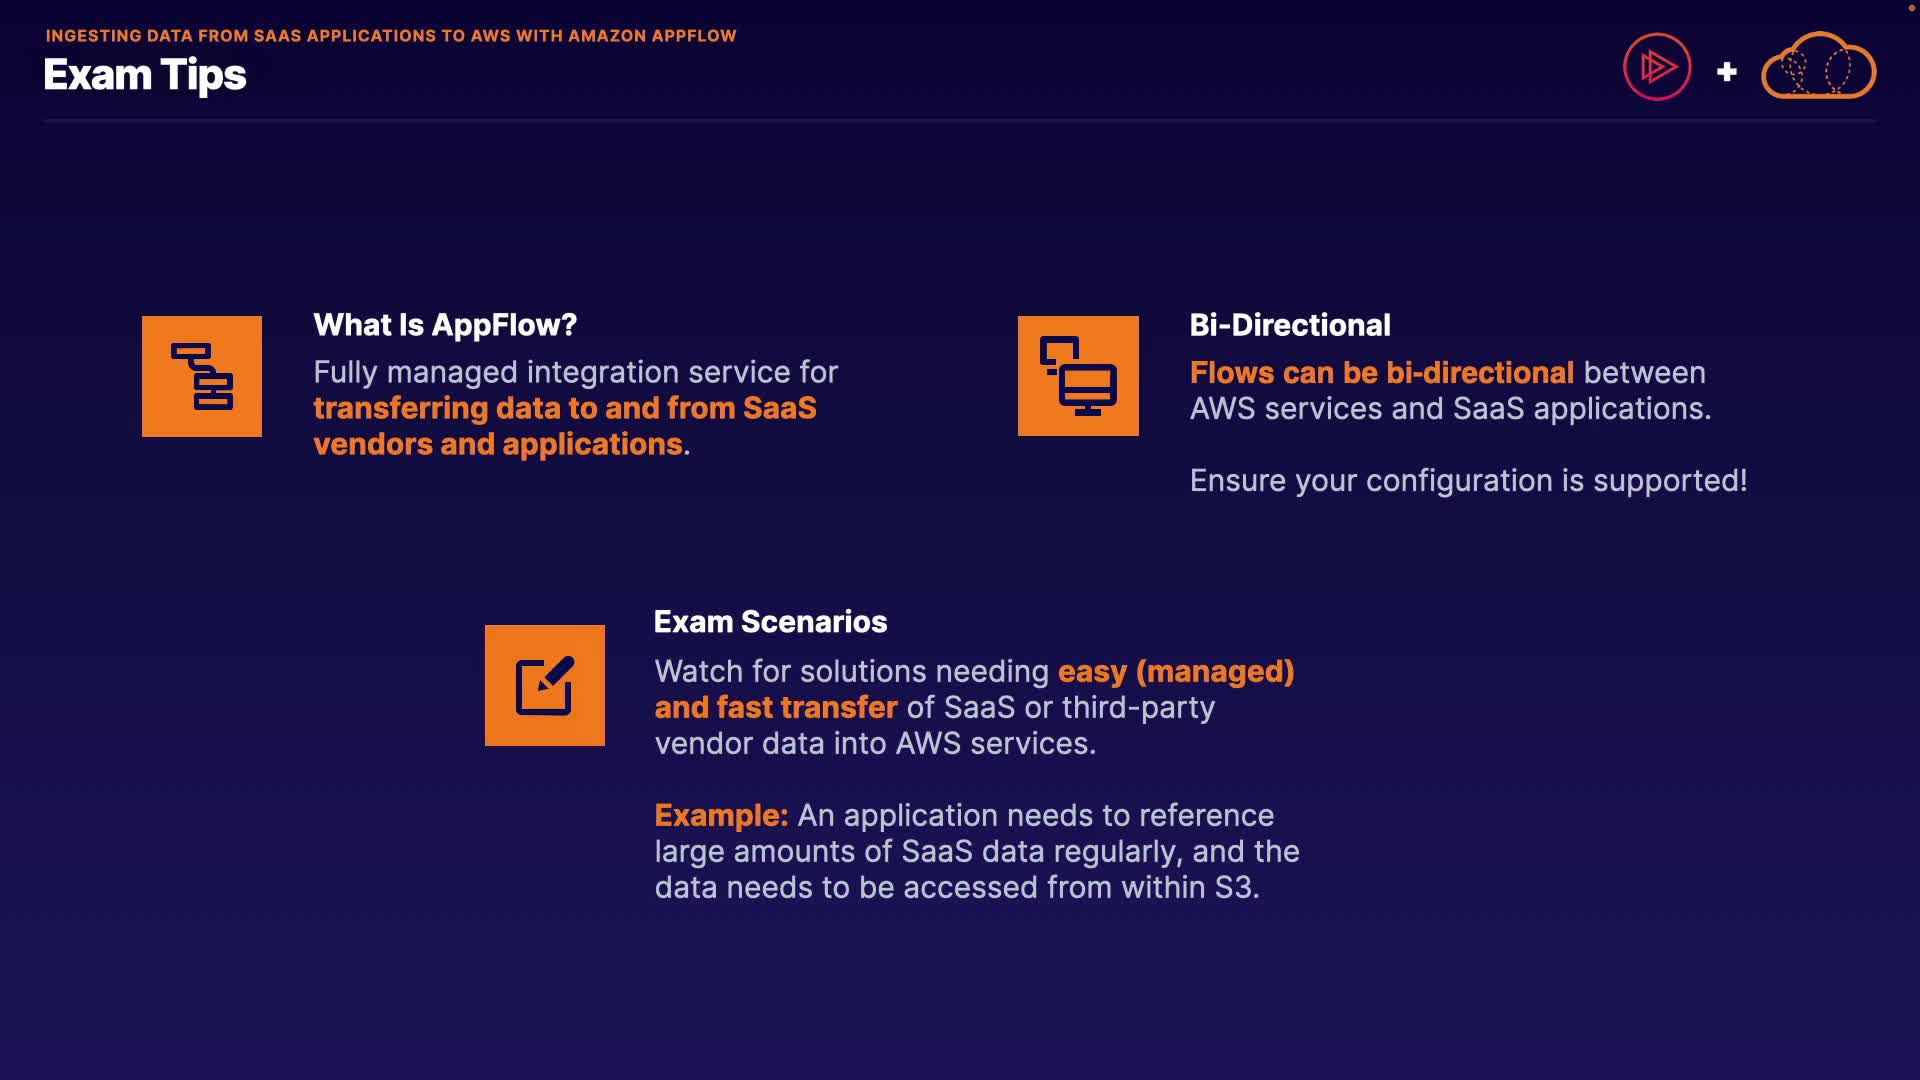 INGESTING DATA FROM SAAS APPLICATIONS TO AWS WITH AMAZON APPFLOW
Exam Tips
What Is AppFlow?
Fully managed integration service for
transferring data to and from SaaS
vendors and applications.
Bi-Directional
Flows can be bi-directional between
AWS services and SaaS applications.
Ensure your configuration is supported!
Exam Scenarios
Watch for solutions needing easy (managed)
and fast transfer of SaaS or third-party
vendor data into AWS services.
Example: An application needs to reference
large amounts of SaaS data regularly, and the
data needs to be accessed from within S3.